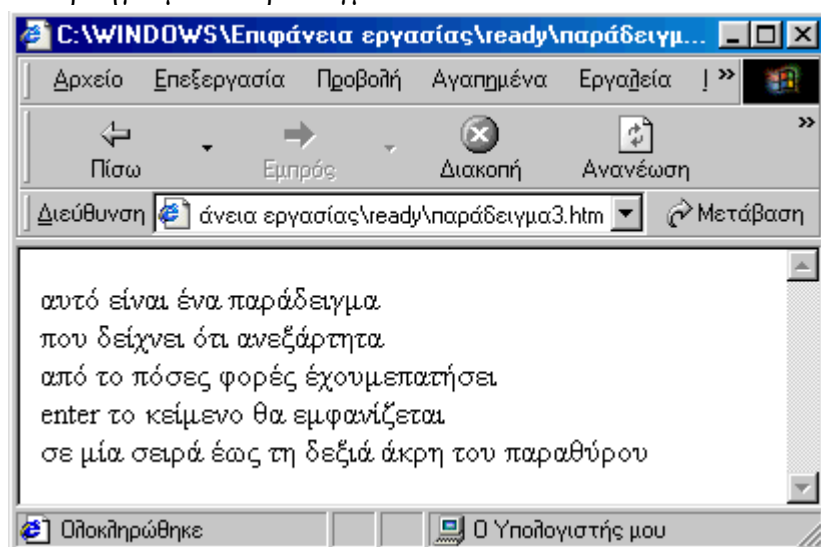 C:\WINDOWS\Επιφάνεια εργασίας\ready\παράδειγμ...
Αρχείο Επεξεργασία Προβολή Αγαπημένα Εργαλεία »
Πίσω Εμπρός Διακοπή Ανανέωση »
Διεύθυνση άνεια εργασίας\ready\παράδειγμα3.htm Μετάβαση
αυτό είναι ένα παράδειγμα
που δείχνει ότι ανεξάρτητα
από το πόσες φορές έχουμεπατήσει
enter το κείμενο θα εμφανίζεται
σε μία σειρά έως τη δεξιά άκρη του παραθύρου
Ολοκληρώθηκε Ο Υπολογιστής μου